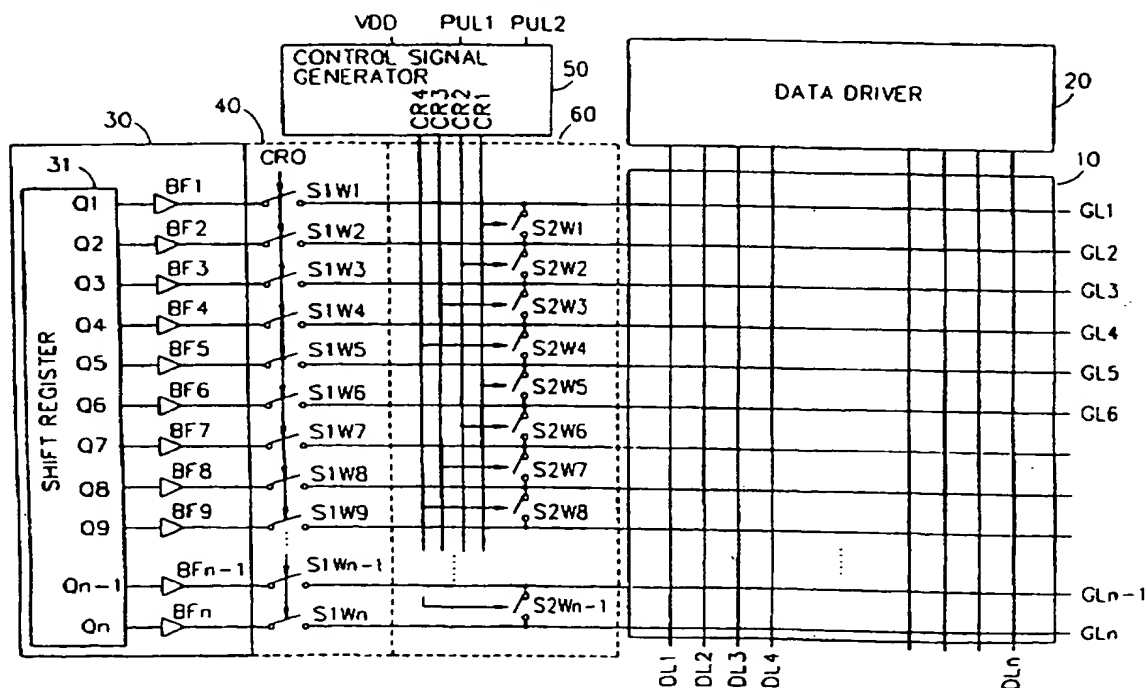 VDD PUL1 PUL2
CONTROL SIGNAL
GENERATOR
CR4
CR3
CR2
CR1
50
DATA DRIVER
20
30
40
60
10
31
CR0
SHIFT REGISTER
Q1 BF1 S1W1 GL1
S2W1
Q2 BF2 S1W2 GL2
S2W2
Q3 BF3 S1W3 GL3
S2W3
Q4 BF4 S1W4 GL4
S2W4
Q5 BF5 S1W5 GL5
S2W5
Q6 BF6 S1W6 GL6
S2W6
Q7 BF7 S1W7
S2W7
Q8 BF8 S1W8
S2W8
Q9 BF9 S1W9
Qn-1 BFn-1 S1Wn-1 GLn-1
S2Wn-1
Qn BFn S1Wn GLn
DL1
DL2
DL3
DL4
DLn